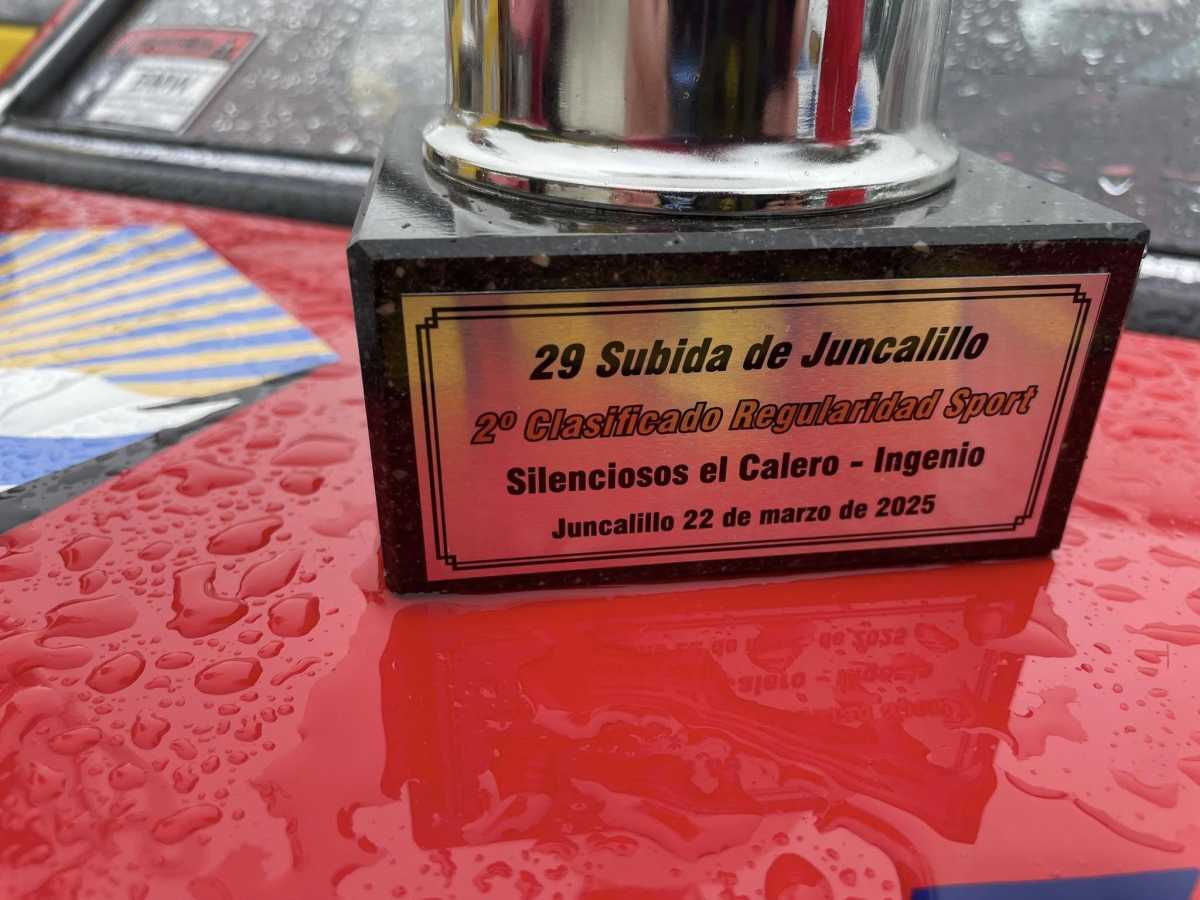 29 Subida de Juncalillo
2º Clasificado Regularidad Sport
Silenciosos el Calero - Ingenio
Juncalillo 22 de marzo de 2025